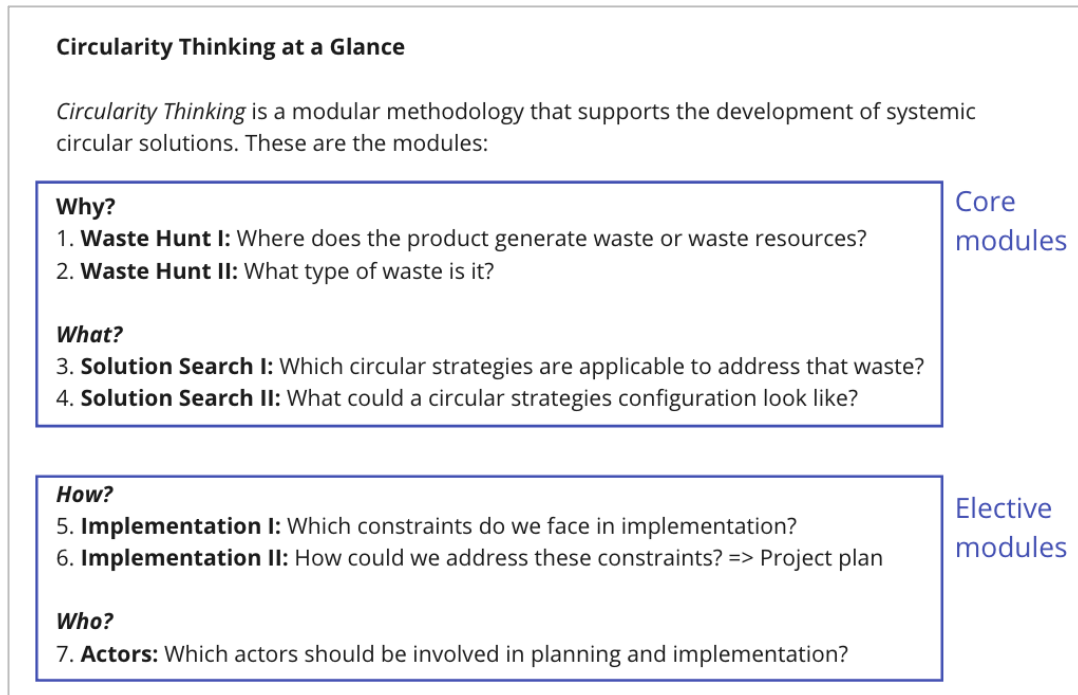 Circularity Thinking at a Glance
Circularity Thinking is a modular methodology that supports the development of systemic
circular solutions. These are the modules:
Why?
1. Waste Hunt I: Where does the product generate waste or waste resources?
2. Waste Hunt II: What type of waste is it?
What?
3. Solution Search I: Which circular strategies are applicable to address that waste?
4. Solution Search II: What could a circular strategies configuration look like?
Core
modules
How?
5. Implementation I: Which constraints do we face in implementation?
6. Implementation II: How could we address these constraints? => Project plan
Who?
7. Actors: Which actors should be involved in planning and implementation?
Elective
modules